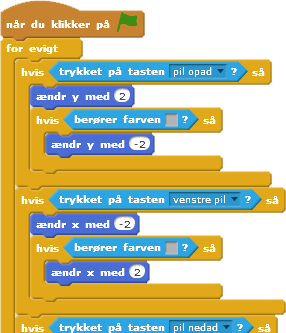 når du klikker på
for evigt
hvis trykket på tasten pil opad ? så
ændr y med 2
hvis berører farven ? så
ændr y med -2
hvis trykket på tasten venstre pil ? så
ændr x med -2
hvis berører farven ? så
ændr x med 2
hvis trykket på tasten pil nedad ? så